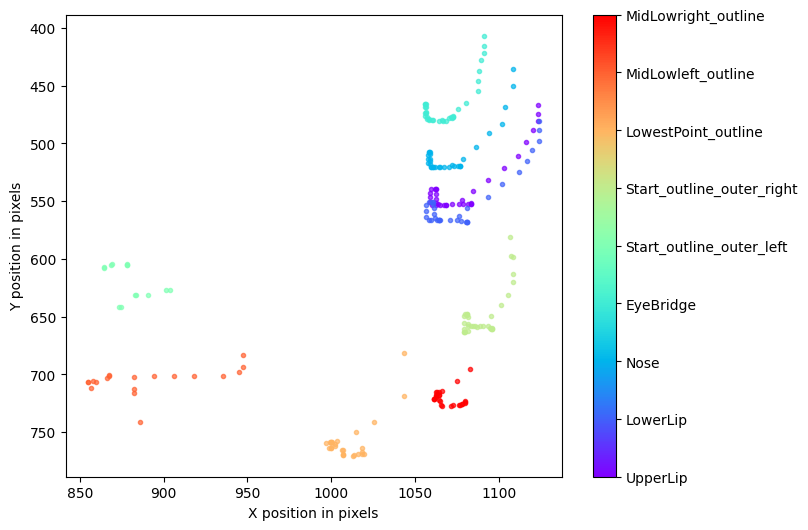 400
450
500
550
600
650
700
750
Y position in pixels
850
900
950
1000
1050
1100
X position in pixels
MidLowright_outline
MidLowleft_outline
LowestPoint_outline
Start_outline_outer_right
Start_outline_outer_left
EyeBridge
Nose
LowerLip
UpperLip